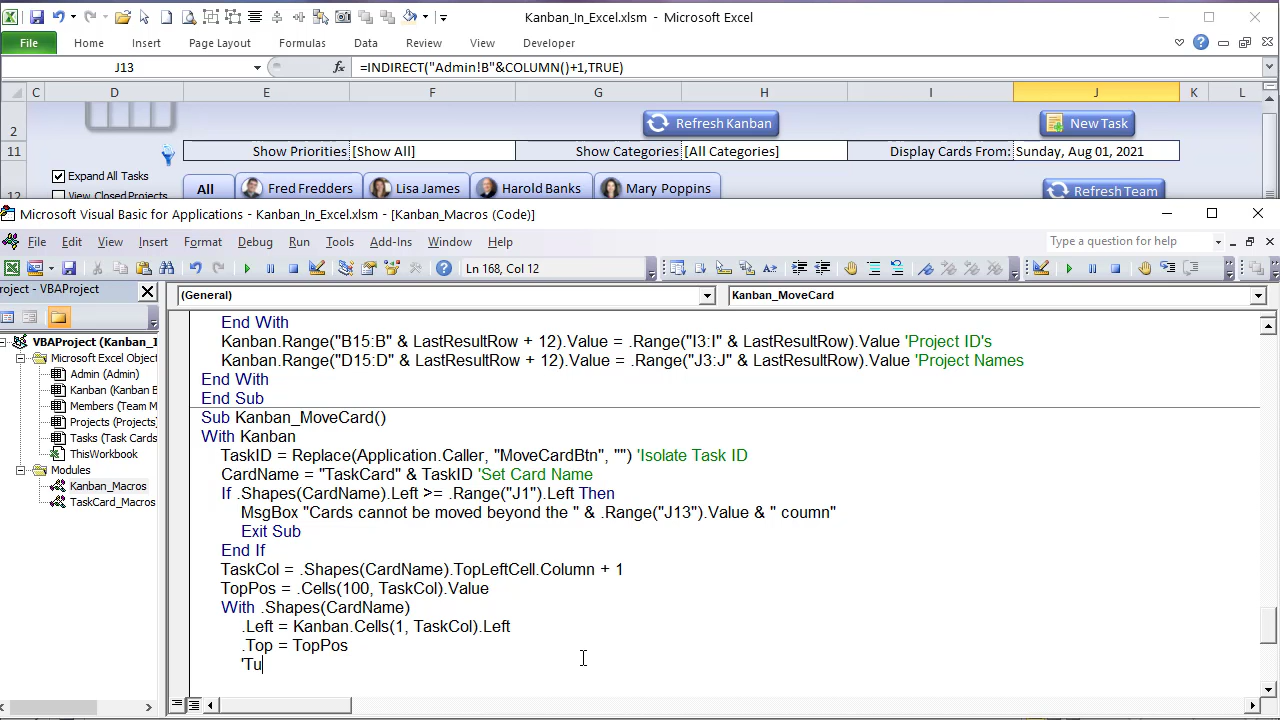 Kanban_In_Excel.xlsm - Microsoft Excel
File Home Insert Page Layout Formulas Data Review View Developer
J13 fx =INDIRECT("Admin!B"&COLUMN()+1,TRUE)
C D E F G H I J K L
2 Refresh Kanban New Task
11 Show Priorities [Show All] Show Categories [All Categories] Display Cards From: Sunday, Aug 01, 2021
Expand All Tasks
12 View Closed Projects All Fred Fredders Lisa James Harold Banks Mary Poppins Refresh Team
Microsoft Visual Basic for Applications - Kanban_In_Excel.xlsm - [Kanban_Macros (Code)]
File Edit View Insert Format Debug Run Tools Add-Ins Window Help Type a question for help
Ln 168, Col 12
roject - VBAProject
(General) Kanban_MoveCard
VBAProject (Kanban_I
Microsoft Excel Object
Admin (Admin)
Kanban (Kanban B
Members (Team M
Projects (Projects)
Tasks (Task Cards
ThisWorkbook
Modules
Kanban_Macros
TaskCard_Macros
End With
Kanban.Range("B15:B" & LastResultRow + 12).Value = .Range("I3:I" & LastResultRow).Value 'Project ID's
Kanban.Range("D15:D" & LastResultRow + 12).Value = .Range("J3:J" & LastResultRow).Value 'Project Names
End With
End Sub
Sub Kanban_MoveCard()
With Kanban
TaskID = Replace(Application.Caller, "MoveCardBtn", "") 'Isolate Task ID
CardName = "TaskCard" & TaskID 'Set Card Name
If .Shapes(CardName).Left >= .Range("J1").Left Then
MsgBox "Cards cannot be moved beyond the " & .Range("J13").Value & " coumn"
Exit Sub
End If
TaskCol = .Shapes(CardName).TopLeftCell.Column + 1
TopPos = .Cells(100, TaskCol).Value
With .Shapes(CardName)
.Left = Kanban.Cells(1, TaskCol).Left
.Top = TopPos
'Tu